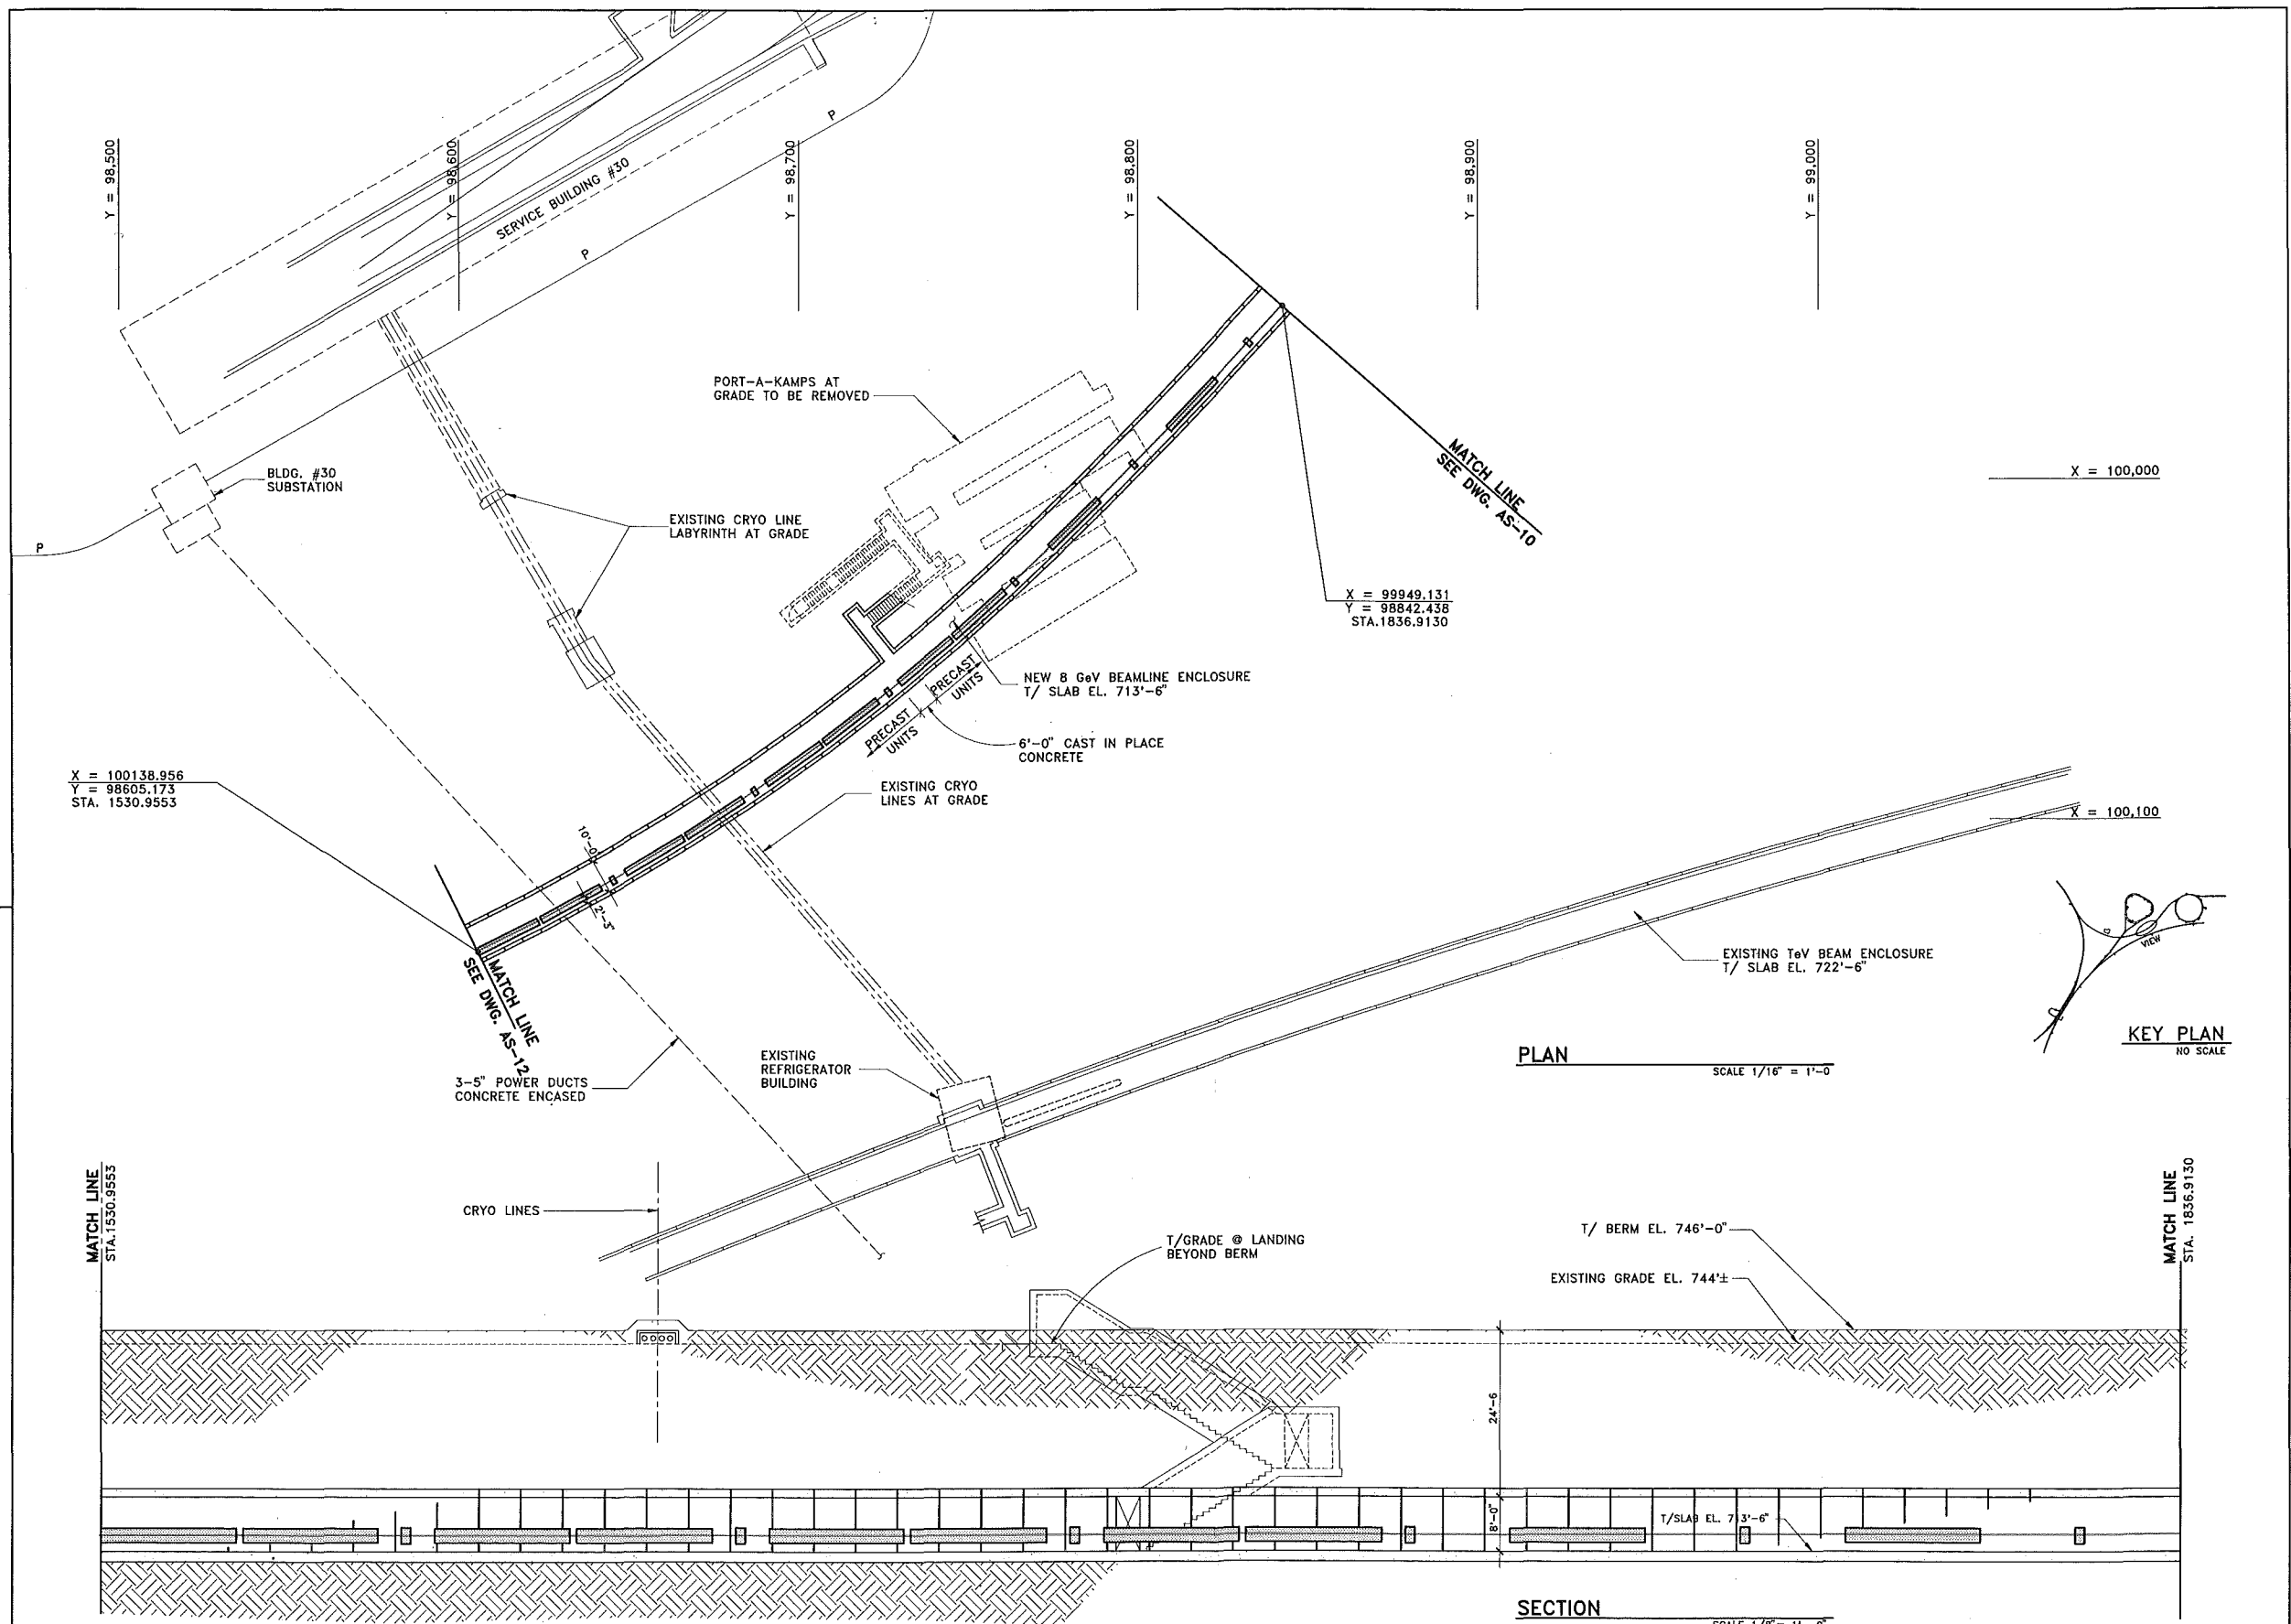 Y = 98,500
Y = 98,600
Y = 98,700
Y = 98,800
Y = 98,900
Y = 99,000
P
SERVICE BUILDING #30
P
PORT-A-KAMPS AT
GRADE TO BE REMOVED
BLDG. #30
SUBSTATION
MATCH LINE
SEE DWG. AS-10
X = 100,000
EXISTING CRYO LINE
LABYRINTH AT GRADE
P
X = 99949.131
Y = 98842.438
STA.1836.9130
PRECAST
UNITS
NEW 8 GeV BEAMLINE ENCLOSURE
T/ SLAB EL. 713'-6"
PRECAST
UNITS
6'-0" CAST IN PLACE
CONCRETE
X = 100138.956
Y = 98605.173
STA. 1530.9553
EXISTING CRYO
LINES AT GRADE
X = 100,100
10'-0"
2'-3"
MATCH LINE
SEE DWG. AS-12
EXISTING TeV BEAM ENCLOSURE
T/ SLAB EL. 722'-6"
VIEW
KEY PLAN
NO SCALE
PLAN
SCALE 1/16" = 1'-0
EXISTING
REFRIGERATOR
BUILDING
3-5" POWER DUCTS
CONCRETE ENCASED
MATCH LINE
STA.1530.9553
CRYO LINES
T/GRADE @ LANDING
BEYOND BERM
T/ BERM EL. 746'-0"
EXISTING GRADE EL. 744'±
MATCH LINE
STA. 1836.9130
24'-6
8'-0"
T/SLAB EL. 713'-6"
SECTION